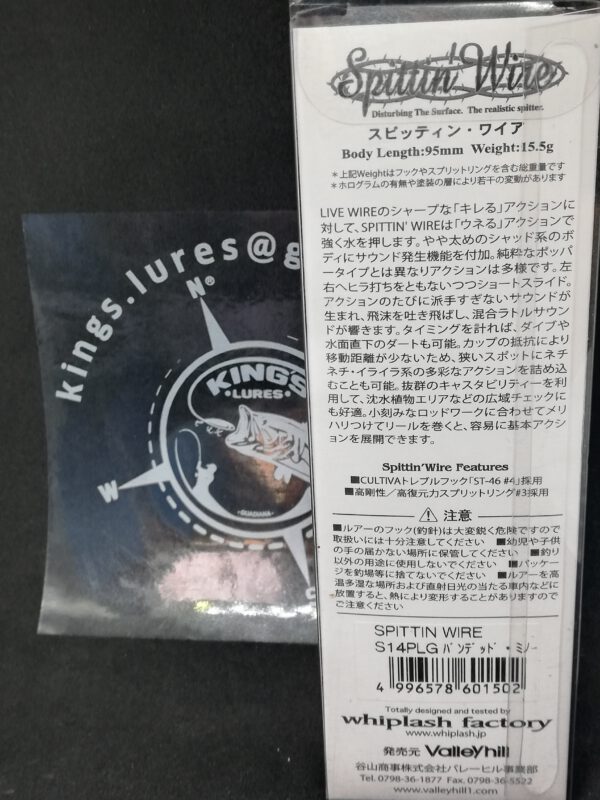 kings.lures@g
N®
W
KINGS
·LURES·
·GUADIANA·
Spittin' Wire
Disturbing The Surface. The realistic spitter.
スピッティン・ワイア
Body Length:95mm Weight:15.5g
＊上記Weightはフックやスプリットリングを含む総重量です
＊ホログラムの有無や塗装の層により若干の変動があります
LIVE WIREのシャープな「キレる」アクションに
対して、SPITTIN' WIREは「ウネる」アクションで
強く水を押します。やや太めのシャッド系のボ
ディにサウンド発生機能を付加。純粋なポッパ
ータイプとは異なりアクションは多様です。左
右へヒラ打ちをともないつつショートスライド。
アクションのたびに派手すぎないサウンドが
生まれ、飛沫を吐き飛ばし、混合ラトルサウン
ドが響きます。タイミングを計れば、ダイブや
水面直下のダートも可能。カップの抵抗により
移動距離が少ないため、狭いスポットにネチ
ネチ・イライラ系の多彩なアクションを詰め込
むことも可能。抜群のキャスタビリティーを利
用して、沈水植物エリアなどの広域チェックに
も好適。小刻みなロッドワークに合わせてメリ
ハリつけてリールを巻くと、容易に基本アクシ
ョンを展開できます。
Spittin'Wire Features
■CULTIVAトレブルフック「ST-46 #4」採用
■高剛性／高復元力スプリットリング#3採用
注意
■ルアーのフック(釣針)は大変鋭く危険ですので
取扱いには十分注意してください ■幼児や子供
の手の届かない場所に保管してください ■釣り
以外の用途に使用しないでください ■パッケー
ジを釣場等に捨てないでください ■ルアーを高
温多湿な場所および直射日光の当たる車内などに
放置すると、熱により変形することがありますので
ご注意ください
SPITTIN WIRE
S14PLG ﾊﾞﾝﾃﾞｯﾄﾞ・ﾐﾉｰ
4 996578 601502
Totally designed and tested by
whiplash factory
www.whiplash.jp
発売元 Valleyhill
谷山商事株式会社バレーヒル事業部
Tel. 0798-36-1877 Fax. 0798-36-5522
www.valleyhill1.com